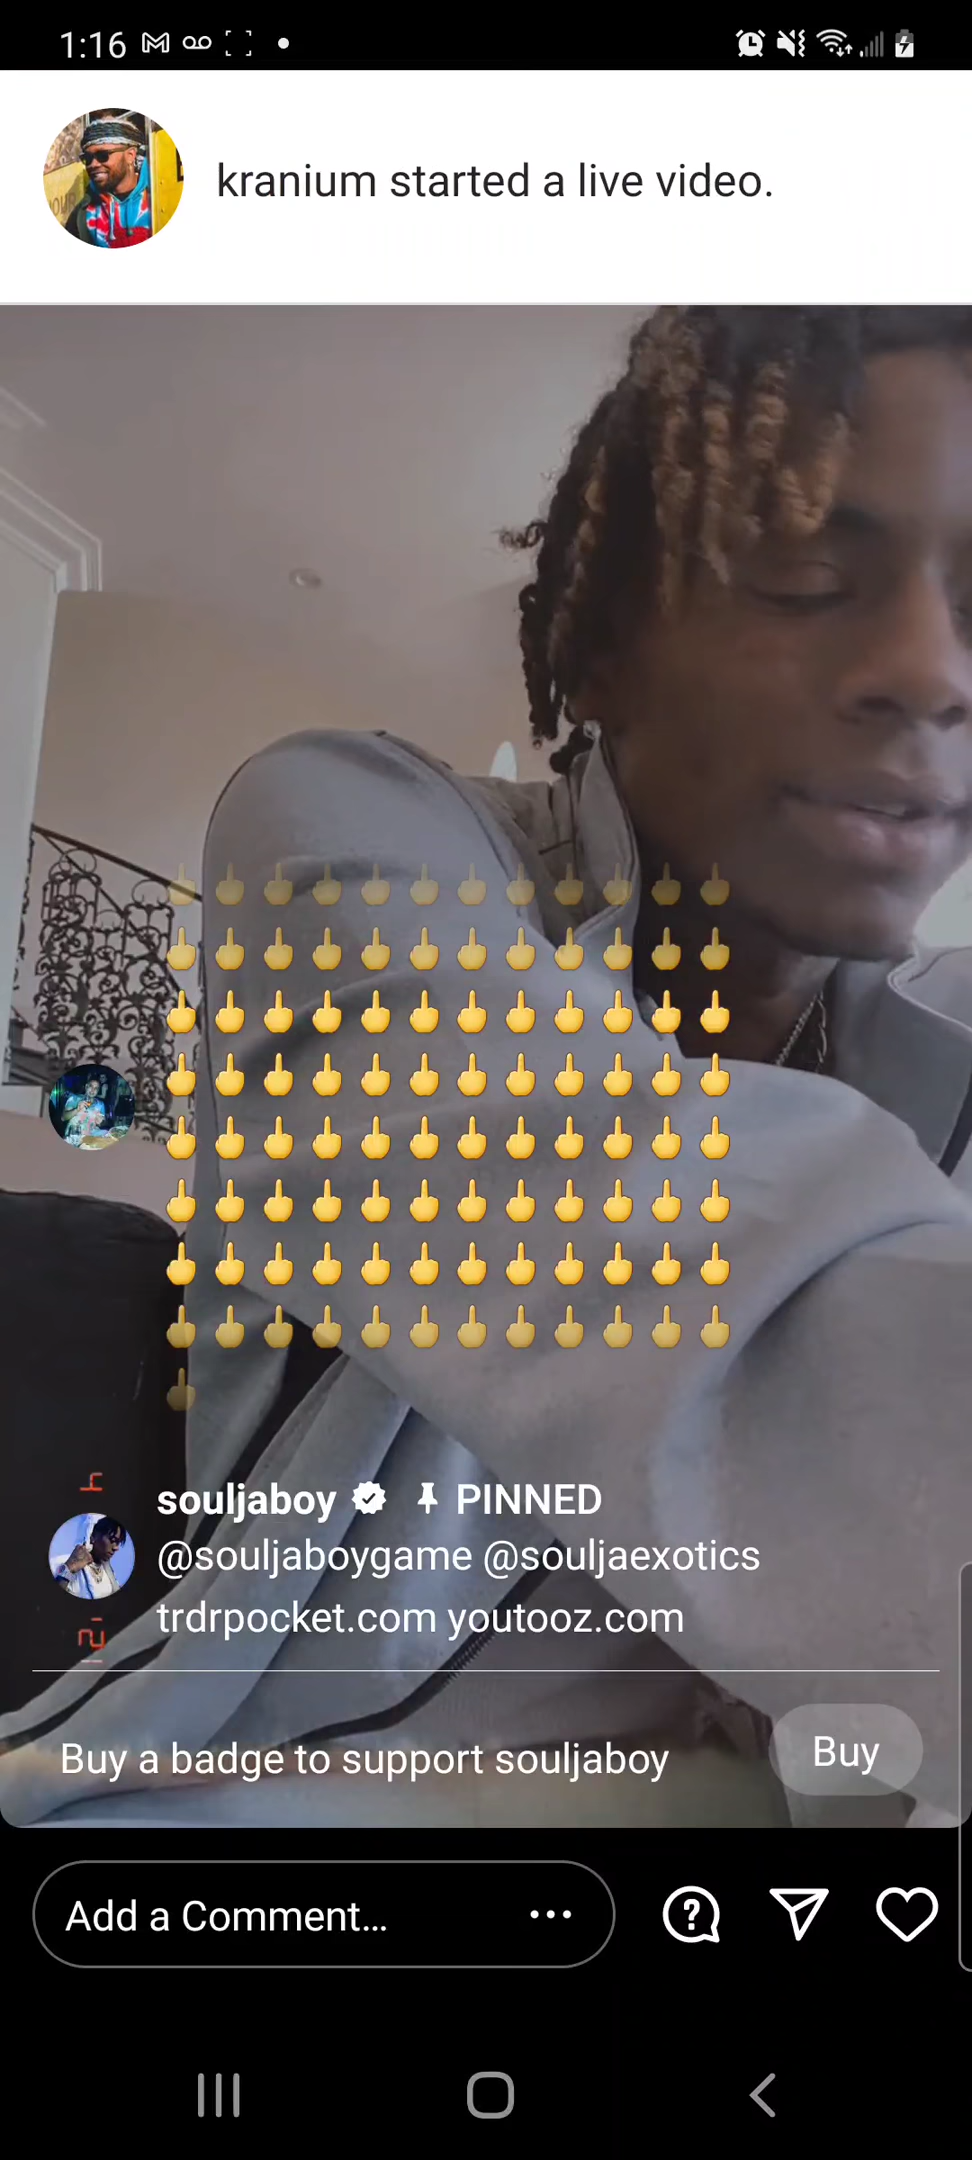 1:16
kranium started a live video.
souljaboy PINNED
@souljaboygame @souljaexotics
trdrpocket.com youtooz.com
Buy a badge to support souljaboy
Buy
Add a Comment...